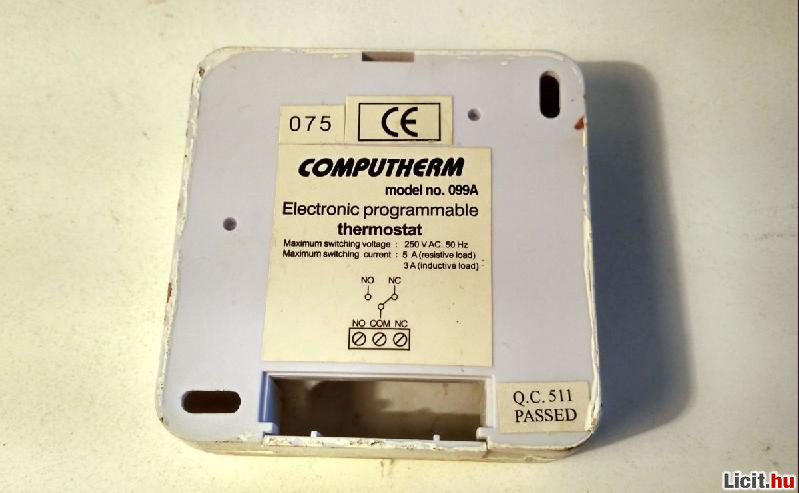 075
CE
COMPUTHERM
model no. 099A
Electronic programmable
thermostat
Maximum switching voltage : 250 V AC. 50 Hz
Maximum switching current : 5 A (resistive load)
3 A (inductive load)
NO NC
NO COM NC
Q.C. 511
PASSED
Licit.hu